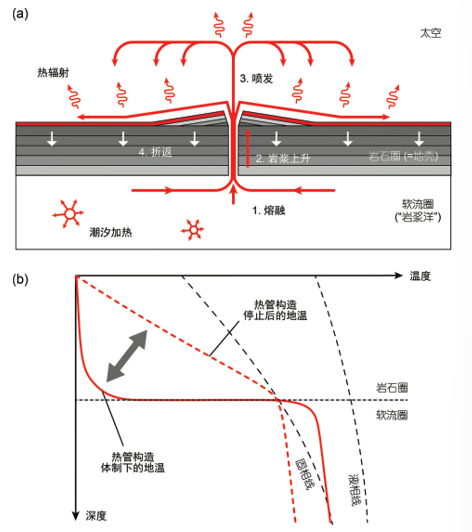 (a)
太空
热辐射
3. 喷发
4. 折返
2. 岩浆上升
岩石圈 (≈地壳)
1. 熔融
软流圈
("岩浆洋")
潮汐加热
(b)
温度
热管构造
停止后的地温
岩石圈
软流圈
热管构造
体制下的地温
固相线
液相线
深度